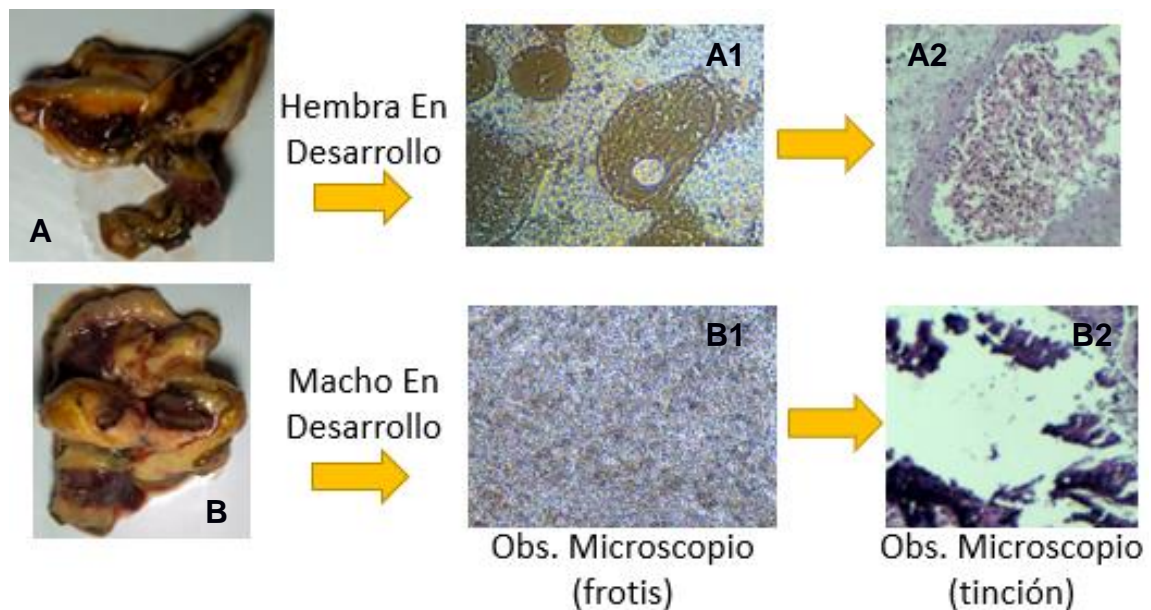 A
Hembra En
Desarrollo
A1
A2
B
Macho En
Desarrollo
B1
B2
Obs. Microscopio
(frotis)
Obs. Microscopio
(tinción)